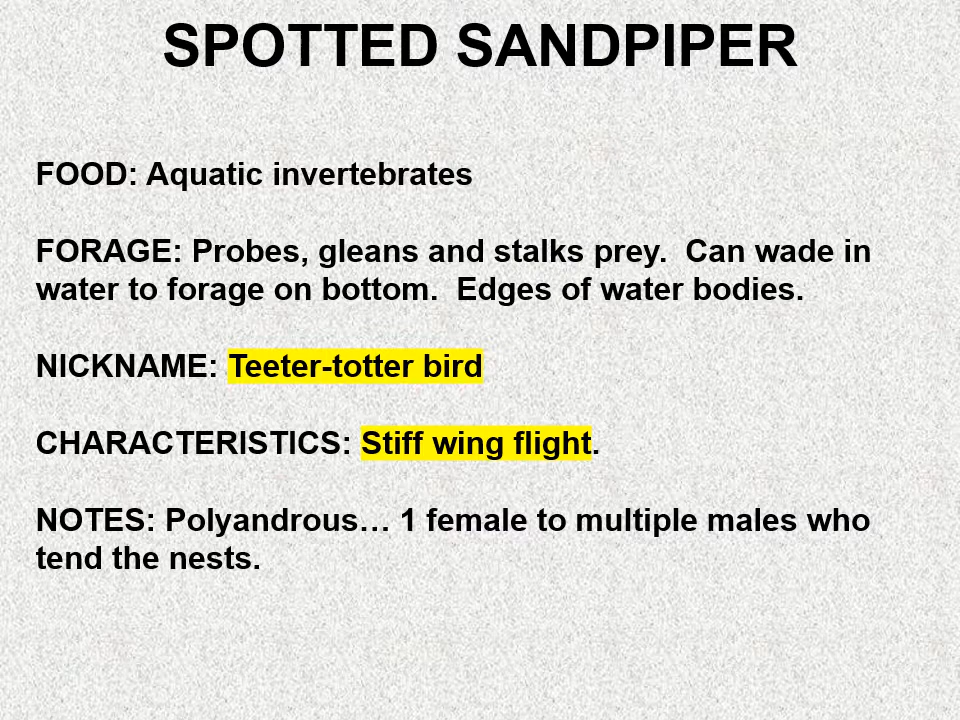 SPOTTED SANDPIPER
FOOD: Aquatic invertebrates
FORAGE: Probes, gleans and stalks prey.  Can wade in
water to forage on bottom.  Edges of water bodies.
NICKNAME: Teeter-totter bird
CHARACTERISTICS: Stiff wing flight.
NOTES: Polyandrous… 1 female to multiple males who
tend the nests.